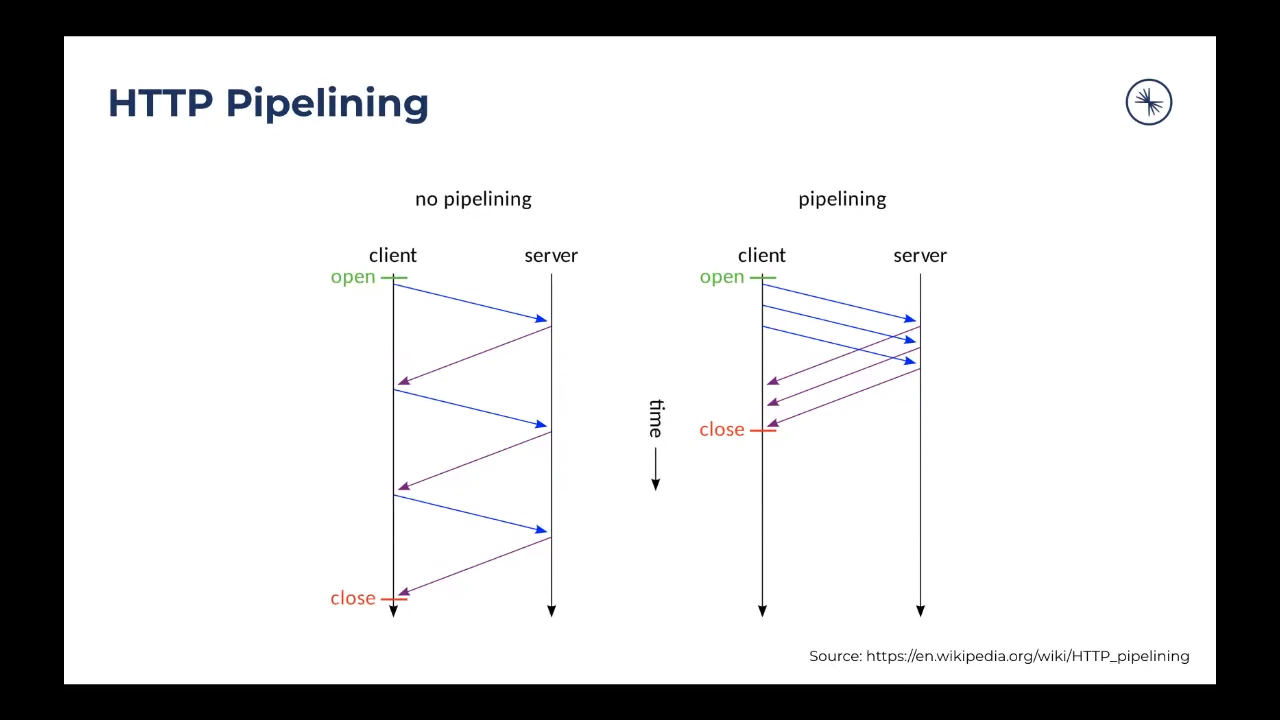 HTTP Pipelining
no pipelining
client
server
open
close
time
pipelining
client
server
open
close
Source: https://en.wikipedia.org/wiki/HTTP_pipelining